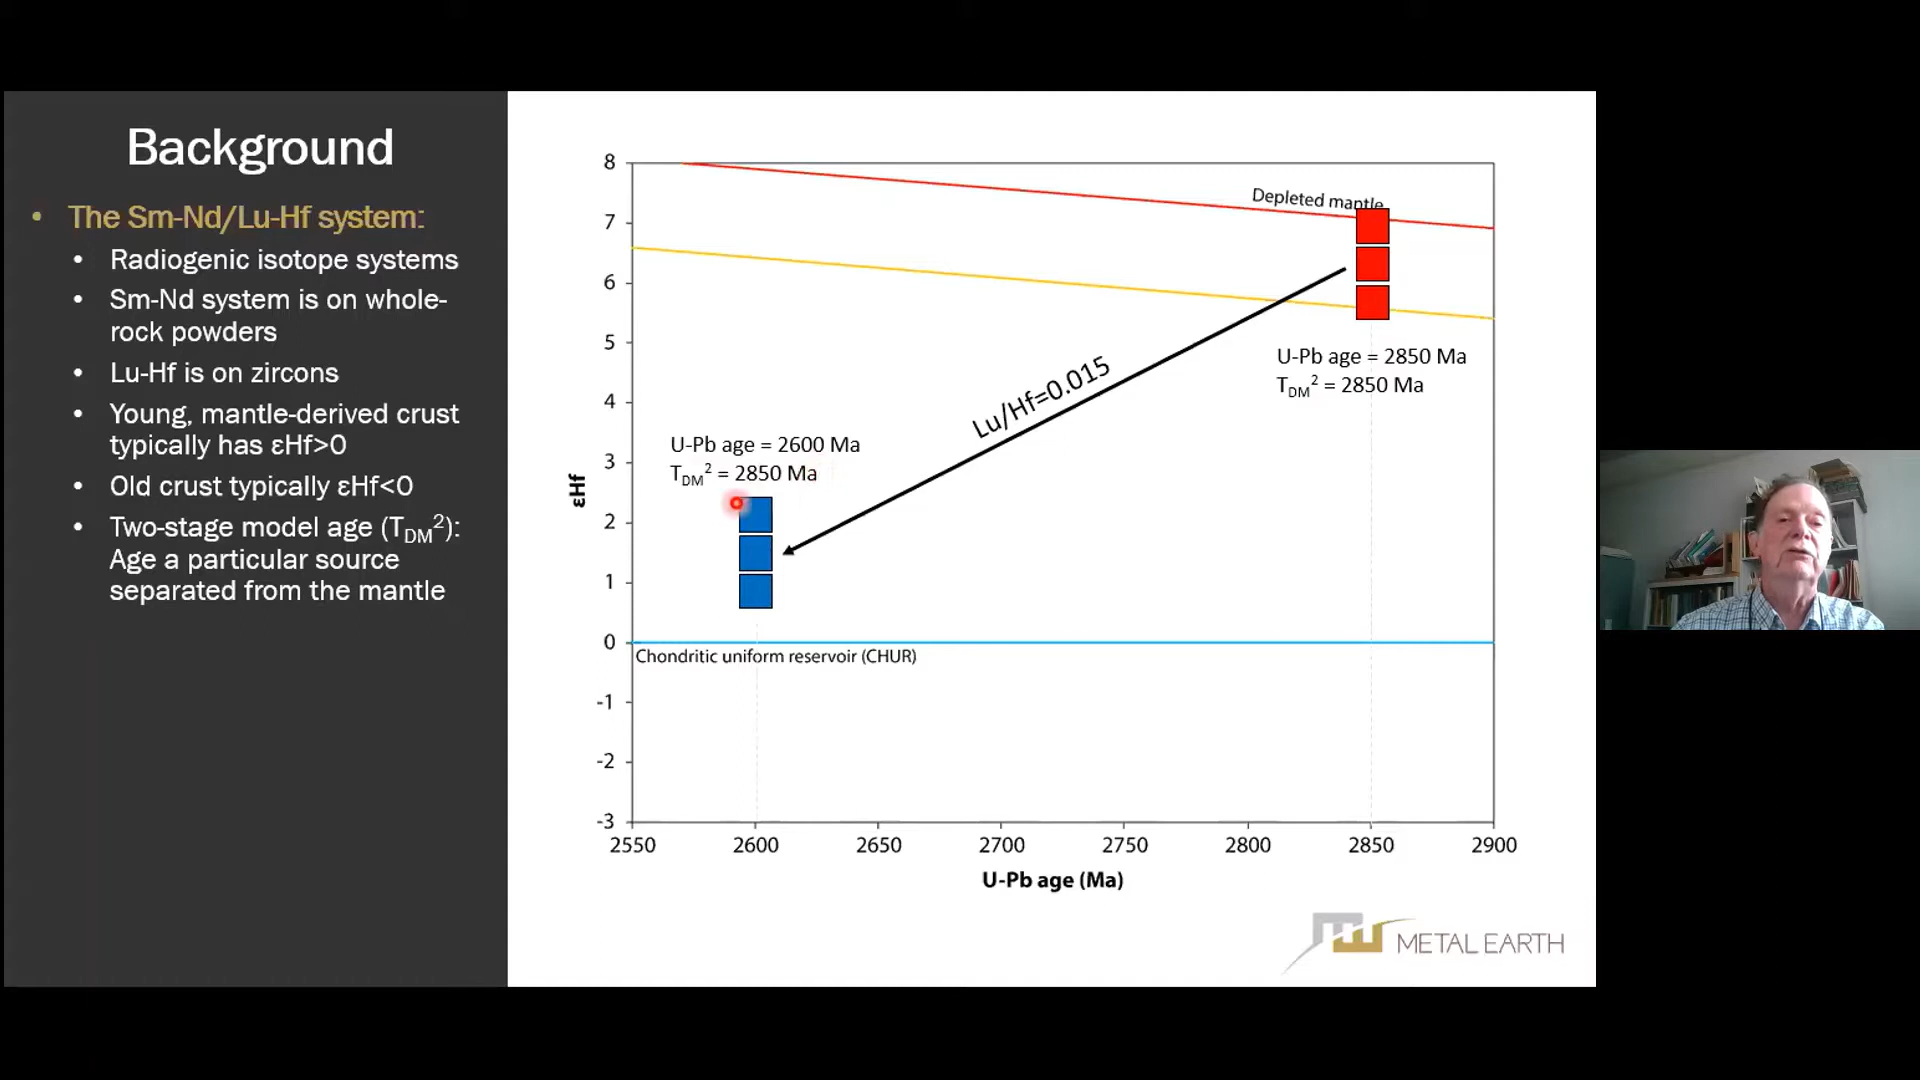 Background
• The Sm-Nd/Lu-Hf system:
• Radiogenic isotope systems
• Sm-Nd system is on whole-
rock powders
• Lu-Hf is on zircons
• Young, mantle-derived crust
typically has εHf>0
• Old crust typically εHf<0
• Two-stage model age (T_DM²):
Age a particular source
separated from the mantle
8
7
6
5
4
3
2
1
0
-1
-2
-3
εHf
Depleted mantle
U-Pb age = 2850 Ma
T_DM² = 2850 Ma
Lu/Hf=0.015
U-Pb age = 2600 Ma
T_DM² = 2850 Ma
Chondritic uniform reservoir (CHUR)
2550 2600 2650 2700 2750 2800 2850 2900
U-Pb age (Ma)
METAL EARTH